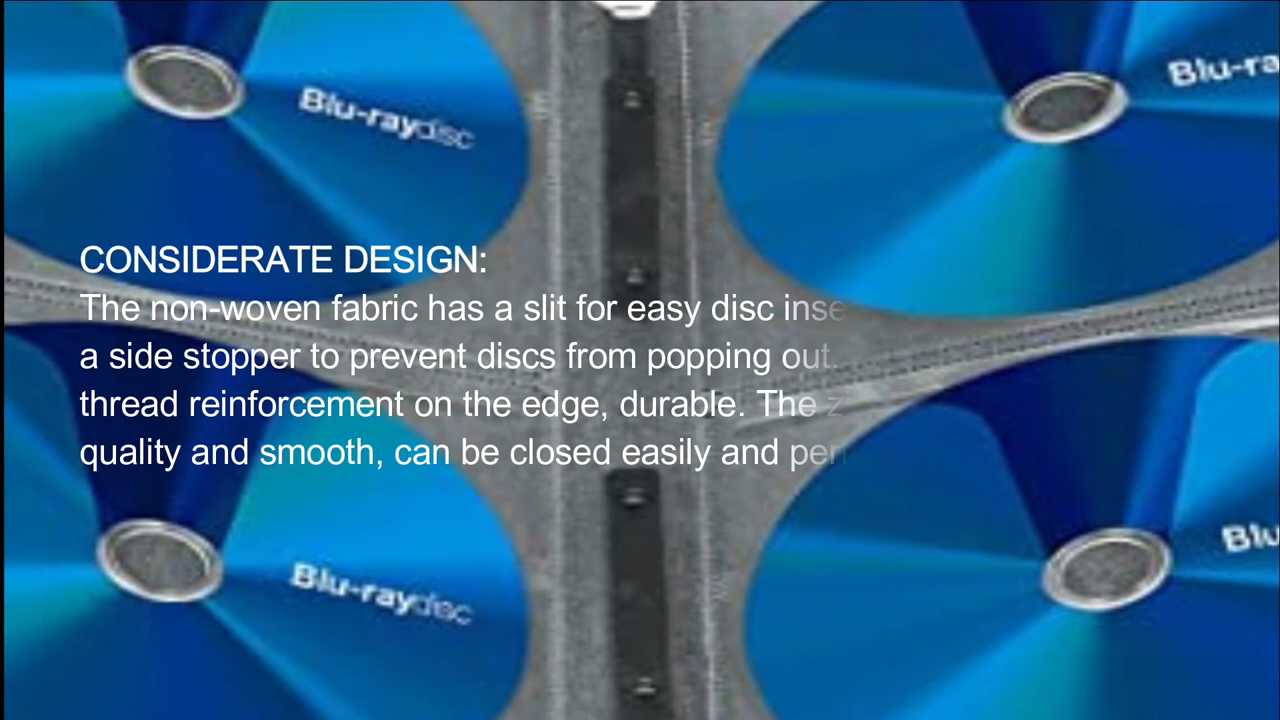 Blu-raydisc
Blu-ra
CONSIDERATE DESIGN:
The non-woven fabric has a slit for easy disc inse
a side stopper to prevent discs from popping out.
thread reinforcement on the edge, durable. The z
quality and smooth, can be closed easily and per
Blu-raydisc
Blu